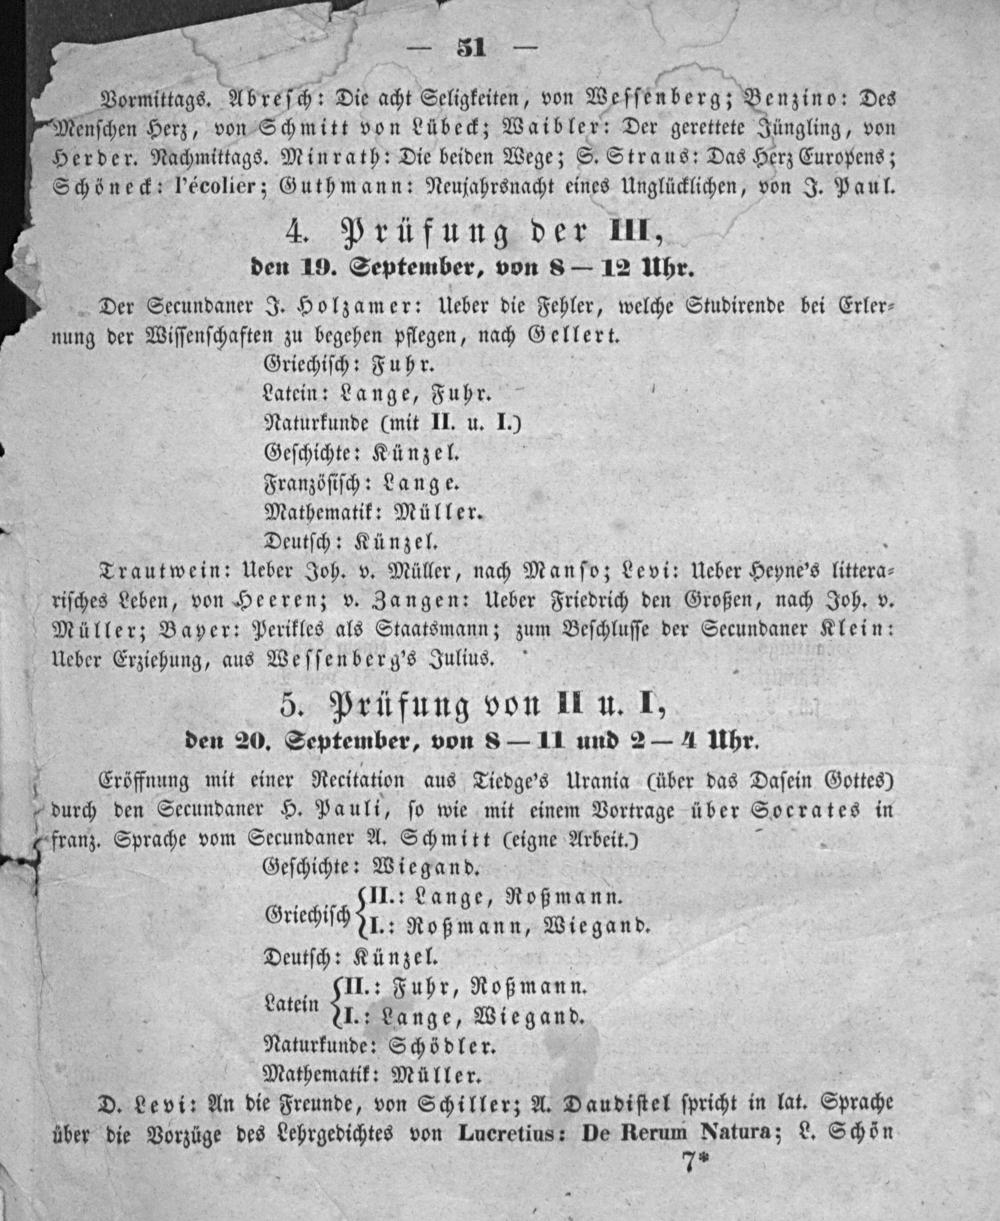 — 51 —
Vormittags. Abresch: Die acht Seligkeiten, von Wessenberg; Benzino: Des
Menschen Herz, von Schmitt von Lübeck; Waibler: Der gerettete Jüngling, von
Herder. Nachmittags. Minrath: Die beiden Wege; S. Straus: Das Herz Europens;
Schöneck: l'écolier; Guthmann: Neujahrsnacht eines Unglücklichen, von J. Paul.
4. Prüfung der III,
den 19. September, von 8 — 12 Uhr.
Der Secundaner J. Holzamer: Ueber die Fehler, welche Studirende bei Erler-
nung der Wissenschaften zu begehen pflegen, nach Gellert.
Griechisch: Fuhr.
Latein: Lange, Fuhr.
Naturkunde (mit II. u. I.)
Geschichte: Künzel.
Französisch: Lange.
Mathematik: Müller.
Deutsch: Künzel.
Trautwein: Ueber Joh. v. Müller, nach Manso; Levi: Ueber Heyne's littera-
risches Leben, von Heeren; v. Zangen: Ueber Friedrich den Großen, nach Joh. v.
Müller; Bayer: Perikles als Staatsmann; zum Beschlusse der Secundaner Klein:
Ueber Erziehung, aus Wessenberg's Julius.
5. Prüfung von II u. I,
den 20. September, von 8 — 11 und 2 — 4 Uhr.
Eröffnung mit einer Recitation aus Tiedge's Urania (über das Dasein Gottes)
durch den Secundaner H. Pauli, so wie mit einem Vortrage über Socrates in
franz. Sprache vom Secundaner A. Schmitt (eigne Arbeit.)
Geschichte: Wiegand.
Griechisch { II.: Lange, Roßmann.
I.: Roßmann, Wiegand.
Deutsch: Künzel.
Latein { II.: Fuhr, Roßmann.
I.: Lange, Wiegand.
Naturkunde: Schödler.
Mathematik: Müller.
D. Levi: An die Freunde, von Schiller; A. Daudistel spricht in lat. Sprache
über die Vorzüge des Lehrgedichtes von Lucretius: De Rerum Natura; L. Schön
7*